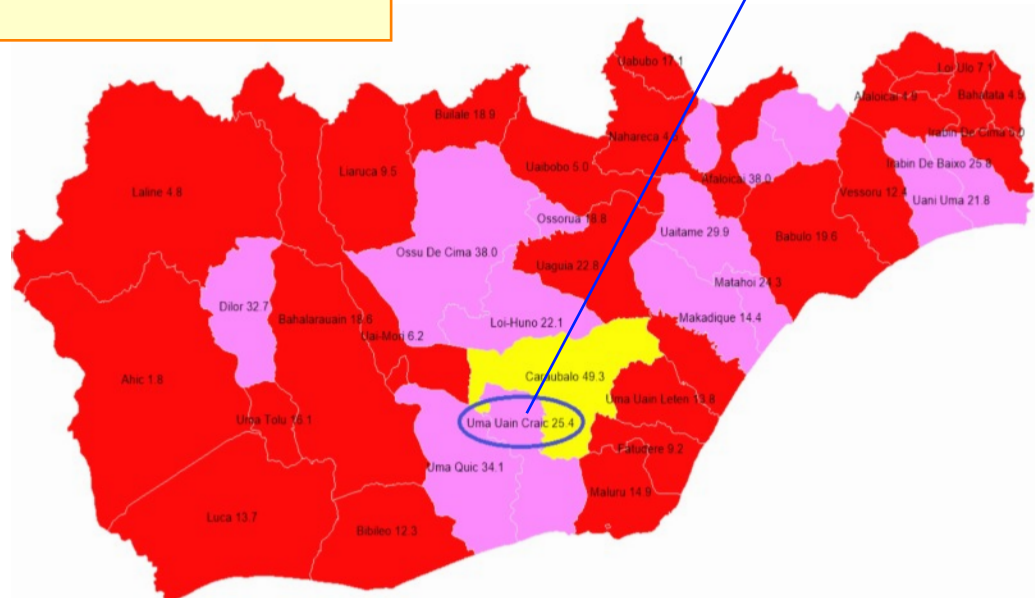 Uabubo 17.1
Loi Ulo 7.1
Afaloicai 4.9
Bahatata 4.5
Builale 18.9
Nahareca 4.6
Irabin De Cima
Liaruca 9.5
Uaibobo 5.0
Irabin De Baixo 25.8
Laline 4.8
Afaloicai 38.0
Vessoru 12.4
Uani Uma 21.8
Ossorua 18.8
Uaitame 29.9
Babulo 19.6
Ossu De Cima 38.0
Uaguia 22.8
Matahoi 24.3
Dilor 32.7
Bahalarauain 18.6
Loi-Huno 22.1
Makadique 14.4
Uai-Mori 6.2
Ahic 1.8
Caraubalo 49.3
Uma Uain Leten 13.8
Uma Tolu 16.1
Uma Uain Craic 25.4
Fatudere 9.2
Uma Quic 34.1
Maluru 14.9
Luca 13.7
Bibileo 12.3